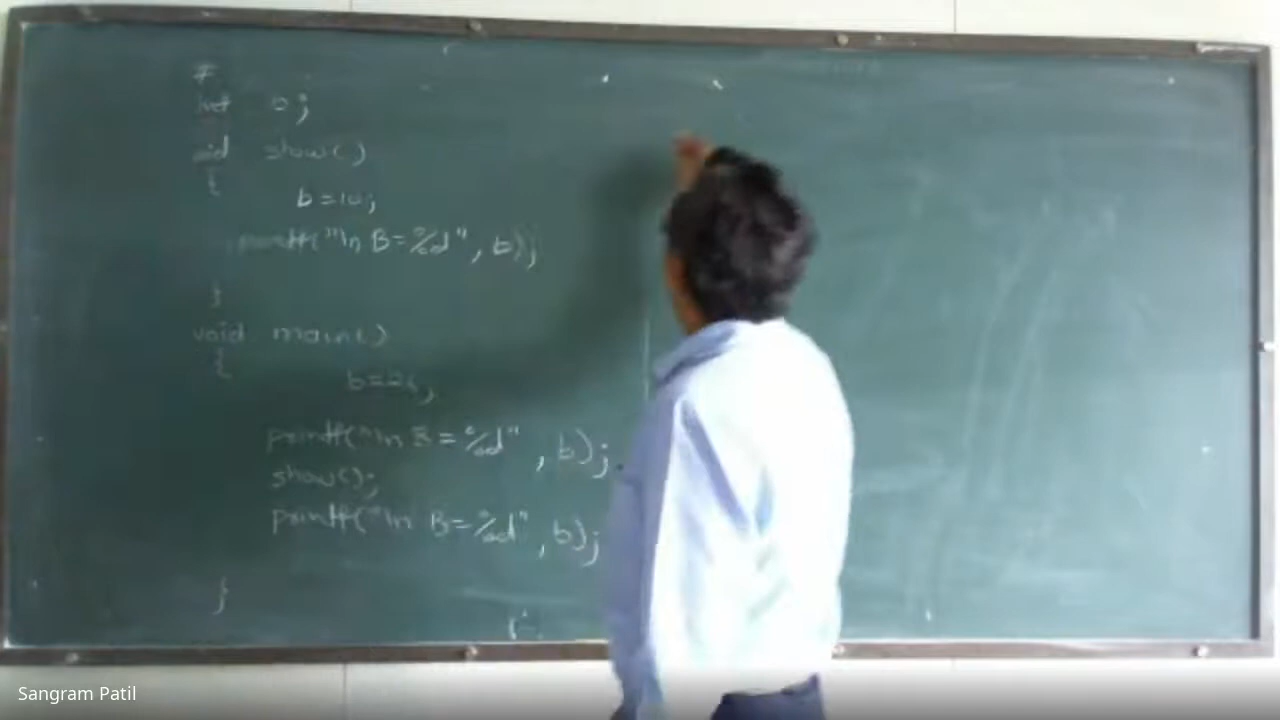 #
int a;
void show()
{
b=10;
printf("\n B=%d", b);
}
void main()
{
b=20;
printf("\n B=%d", b);
show();
printf("\n B=%d", b);
}
Sangram Patil